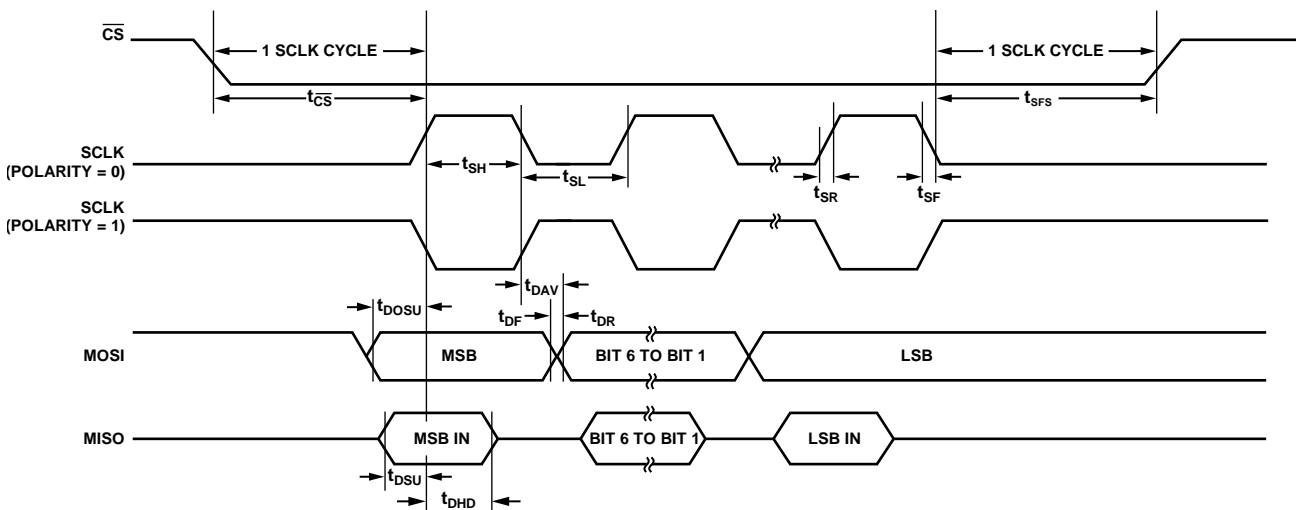 CS
1 SCLK CYCLE
1 SCLK CYCLE
tCS
tSFS
SCLK
(POLARITY = 0)
tSH
tSL
tSR
tSF
SCLK
(POLARITY = 1)
tDAV
tDOSU
tDF
tDR
MOSI
MSB
BIT 6 TO BIT 1
LSB
MISO
MSB IN
BIT 6 TO BIT 1
LSB IN
tDSU
tDHD